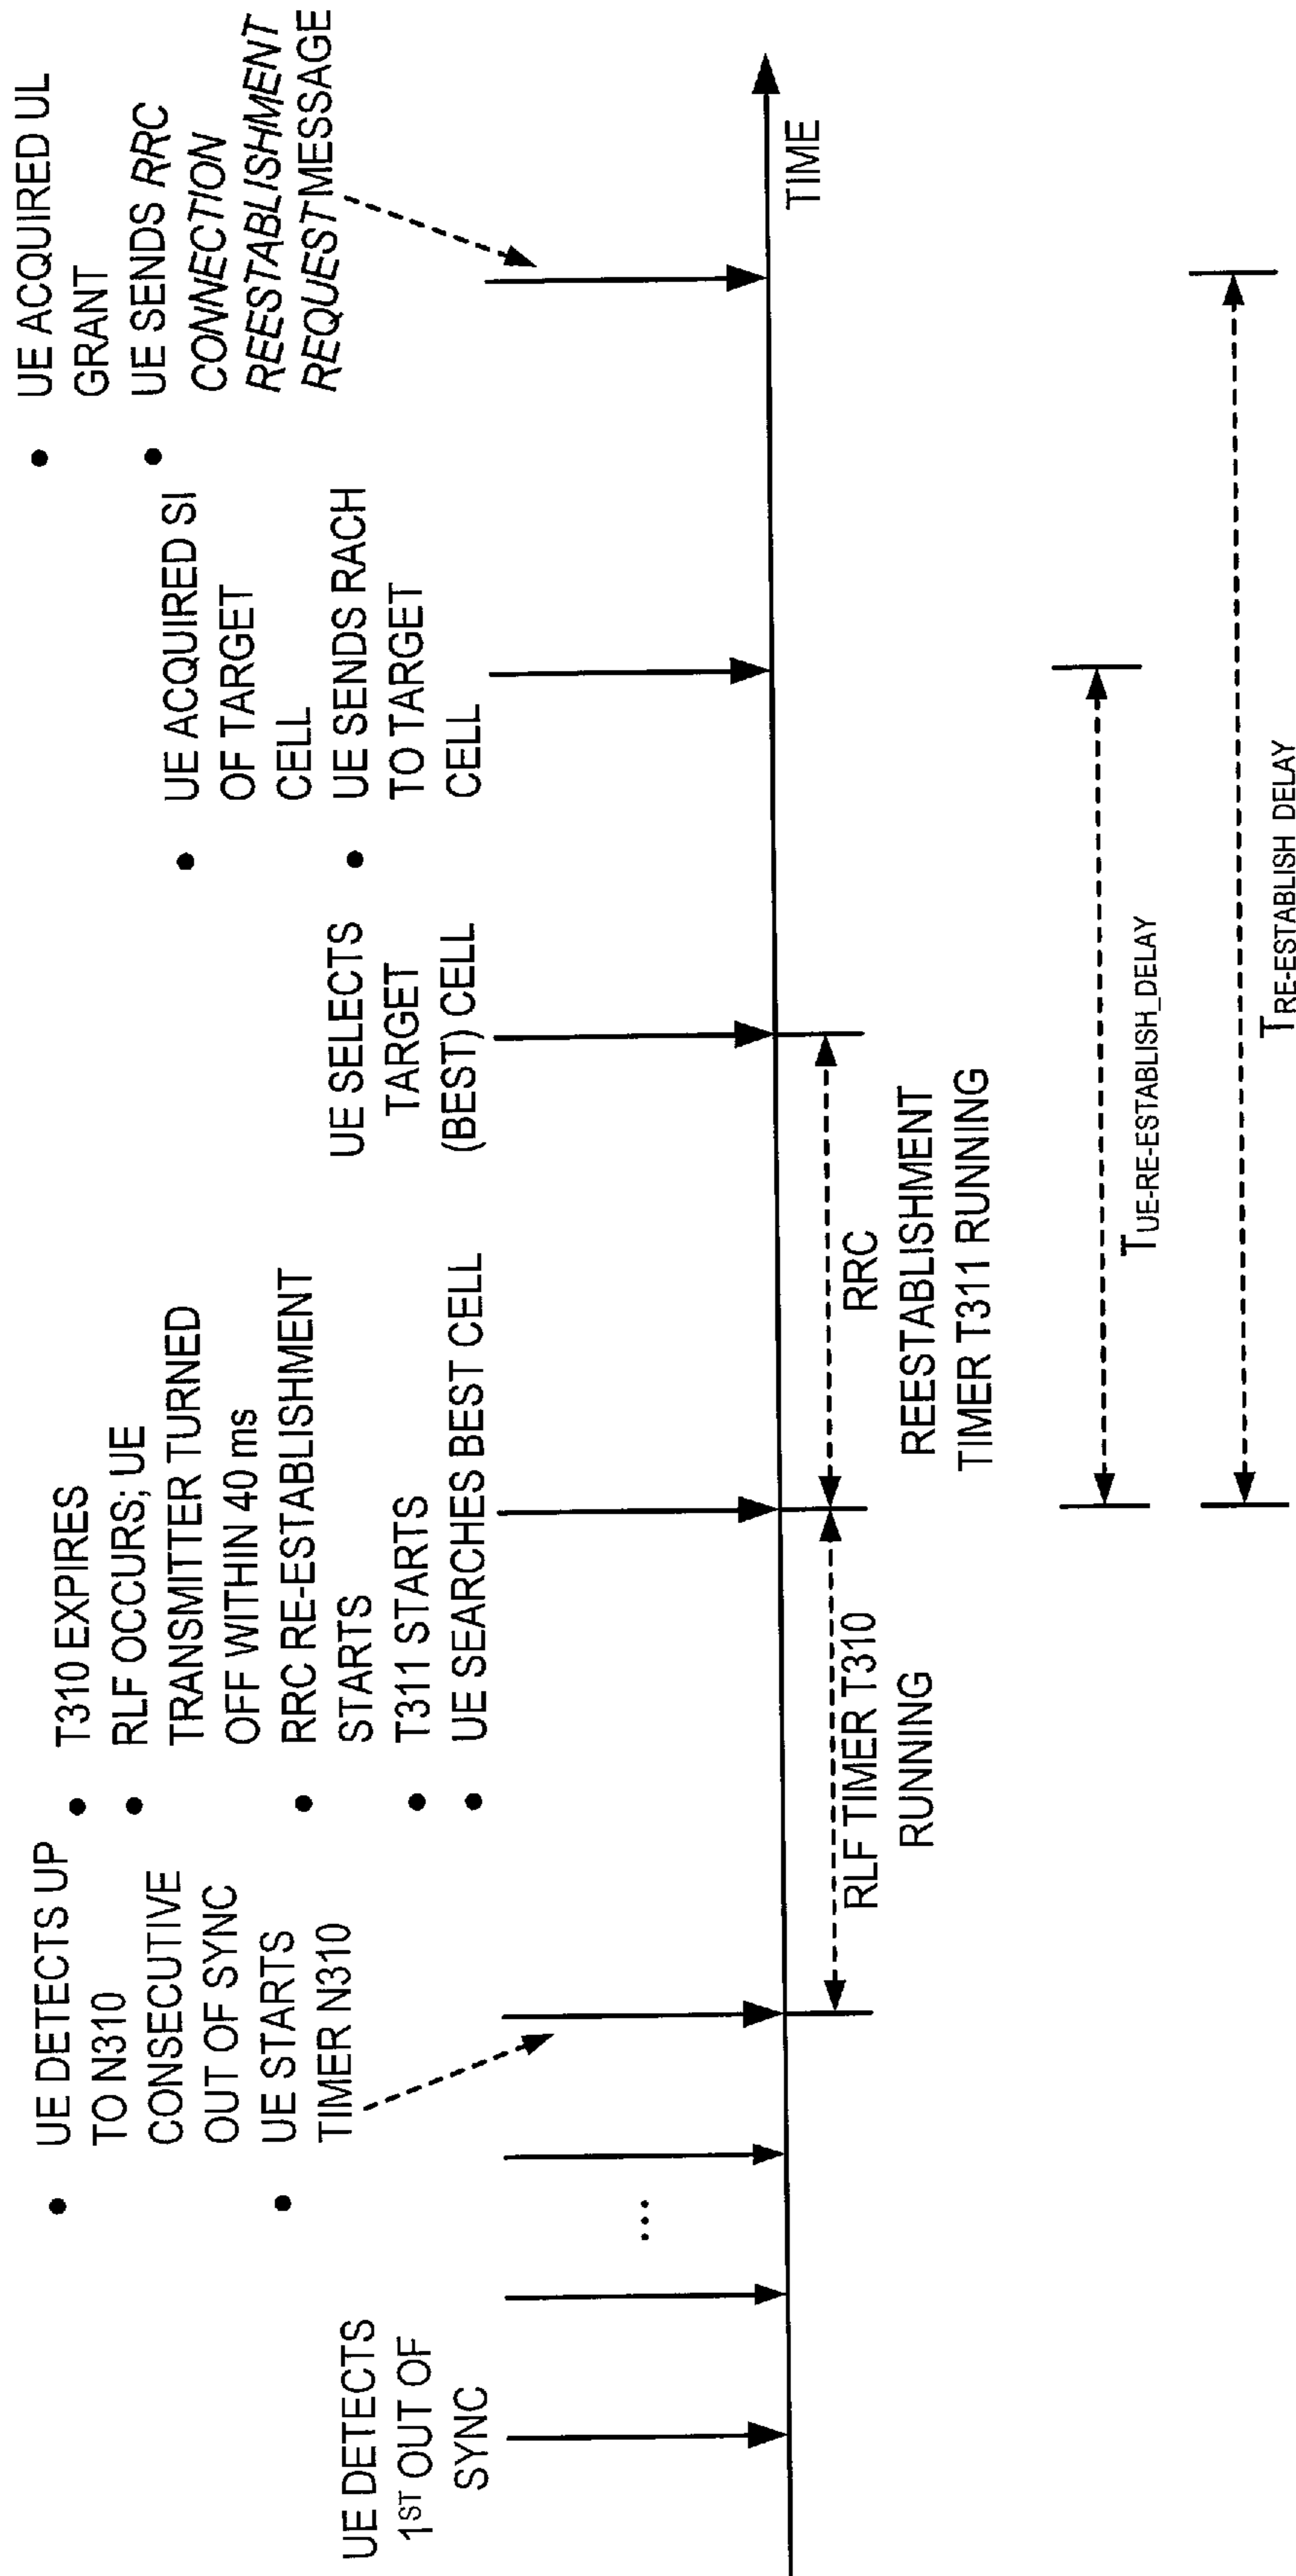 UE DETECTS
1ST OUT OF
SYNC
...
• UE DETECTS UP
TO N310
CONSECUTIVE
OUT OF SYNC
• UE STARTS
TIMER N310
• T310 EXPIRES
• RLF OCCURS; UE
TRANSMITTER TURNED
OFF WITHIN 40 ms
• RRC RE-ESTABLISHMENT
STARTS
• T311 STARTS
• UE SEARCHES BEST CELL
UE SELECTS
TARGET
(BEST) CELL
• UE ACQUIRED SI
OF TARGET
CELL
• UE SENDS RACH
TO TARGET
CELL
• UE ACQUIRED UL
GRANT
• UE SENDS RRC
CONNECTION
REESTABLISHMENT
REQUEST MESSAGE
TIME
RLF TIMER T310
RUNNING
RRC
REESTABLISHMENT
TIMER T311 RUNNING
TUE-RE-ESTABLISH_DELAY
TRE-ESTABLISH_DELAY